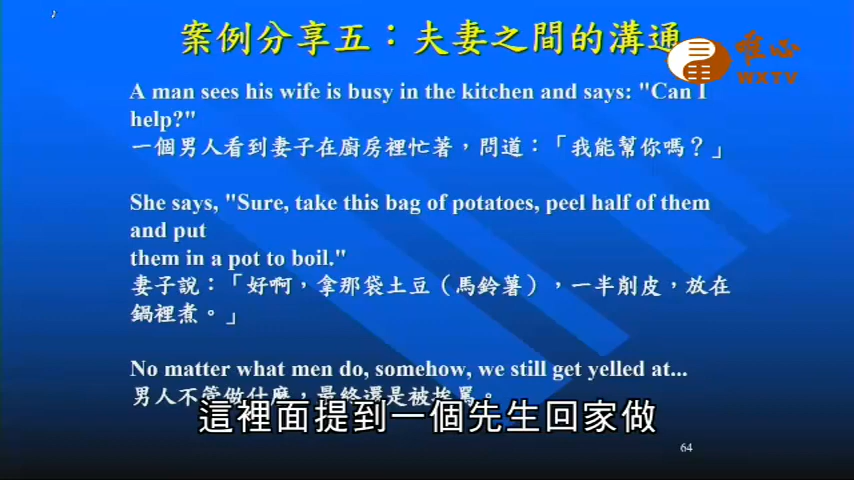 案例分享五：夫妻之間的溝通
唯心
WXTV
A man sees his wife is busy in the kitchen and says: "Can I
help?"
一個男人看到妻子在廚房裡忙著，問道：「我能幫你嗎？」
She says, "Sure, take this bag of potatoes, peel half of them
and put
them in a pot to boil."
妻子說：「好啊，拿那袋土豆（馬鈴薯），一半削皮，放在
鍋裡煮。」
No matter what men do, somehow, we still get yelled at...
男人不管做什麼，最終還是被挨罵。
這裡面提到一個先生回家做
64